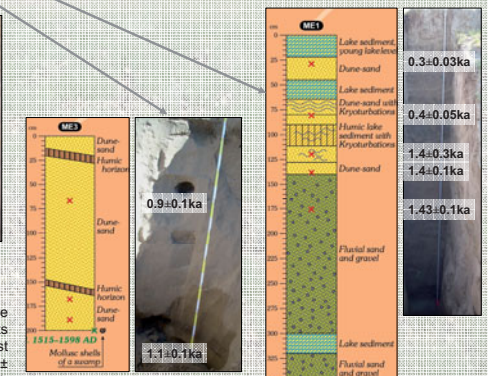 ME3
cm
0
Dune-
sand
Humic
horizon
25
50
75
Dune-
sand
100
125
150
Humic
horizon
175
Dune-
sand
200
1515–1598 AD
Mollusc shells
of a swamp
0.9±0.1ka
1.1±0.1ka
ME1
cm
0
Lake sediment,
young lakelevel
25
Dune-sand
50
Lake sediment
75
Dune-sand with
Kryoturbations
100
Humic lake
sediment with
Kryoturbations
125
Dune-sand
150
175
200
225
Fluvial sand
and gravel
250
275
300
Lake sediment
325
Fluvial sand
and gravel
0.3±0.03ka
0.4±0.05ka
1.4±0.3ka
1.4±0.1ka
1.43±0.1ka
±